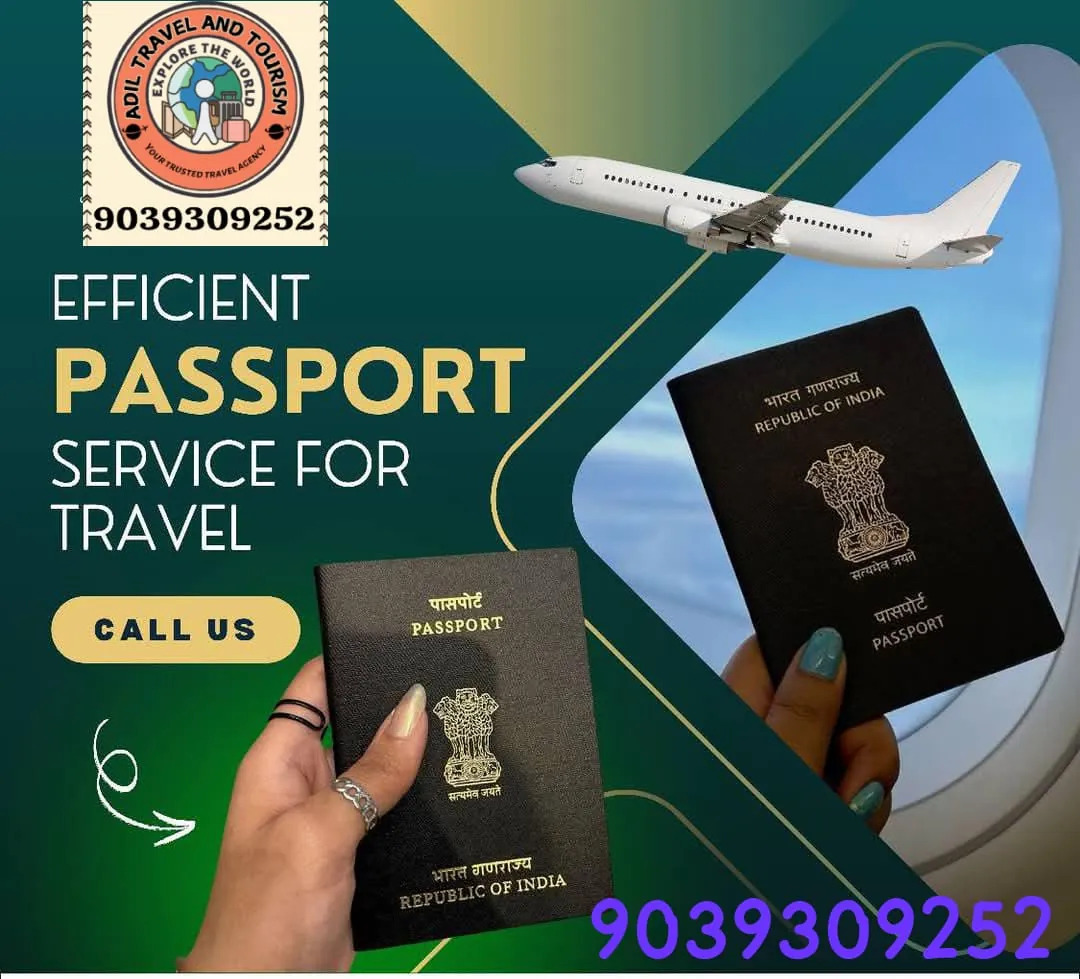 ADIL TRAVEL AND TOURISM
EXPLORE THE WORLD
YOUR TRUSTED TRAVEL AGENCY
9039309252
EFFICIENT
PASSPORT
SERVICE FOR
TRAVEL
CALL US
भारत गणराज्य
REPUBLIC OF INDIA
सत्यमेव जयते
पासपोर्ट
PASSPORT
पासपोर्ट
PASSPORT
सत्यमेव जयते
भारत गणराज्य
REPUBLIC OF INDIA
9039309252